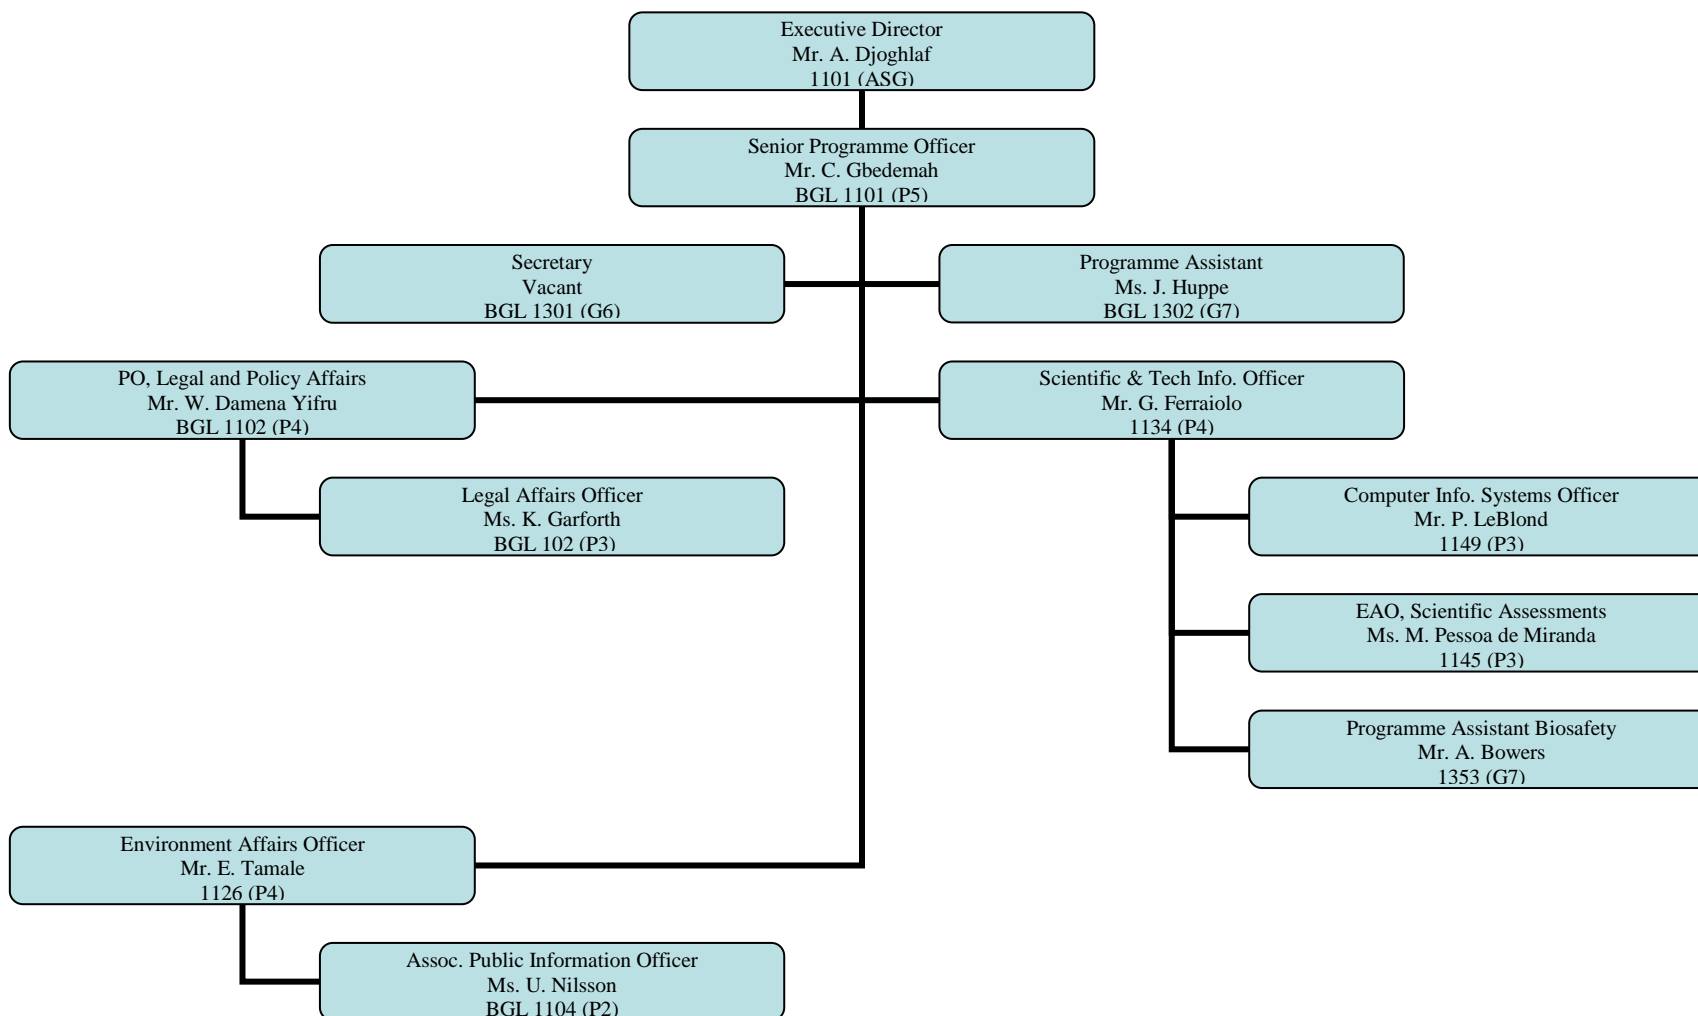 Executive Director
Mr. A. Djoghlaf
1101 (ASG)
Senior Programme Officer
Mr. C. Gbedemah
BGL 1101 (P5)
Secretary
Vacant
BGL 1301 (G6)
Programme Assistant
Ms. J. Huppe
BGL 1302 (G7)
PO, Legal and Policy Affairs
Mr. W. Damena Yifru
BGL 1102 (P4)
Scientific & Tech Info. Officer
Mr. G. Ferraiolo
1134 (P4)
Legal Affairs Officer
Ms. K. Garforth
BGL 102 (P3)
Computer Info. Systems Officer
Mr. P. LeBlond
1149 (P3)
EAO, Scientific Assessments
Ms. M. Pessoa de Miranda
1145 (P3)
Programme Assistant Biosafety
Mr. A. Bowers
1353 (G7)
Environment Affairs Officer
Mr. E. Tamale
1126 (P4)
Assoc. Public Information Officer
Ms. U. Nilsson
BGL 1104 (P2)